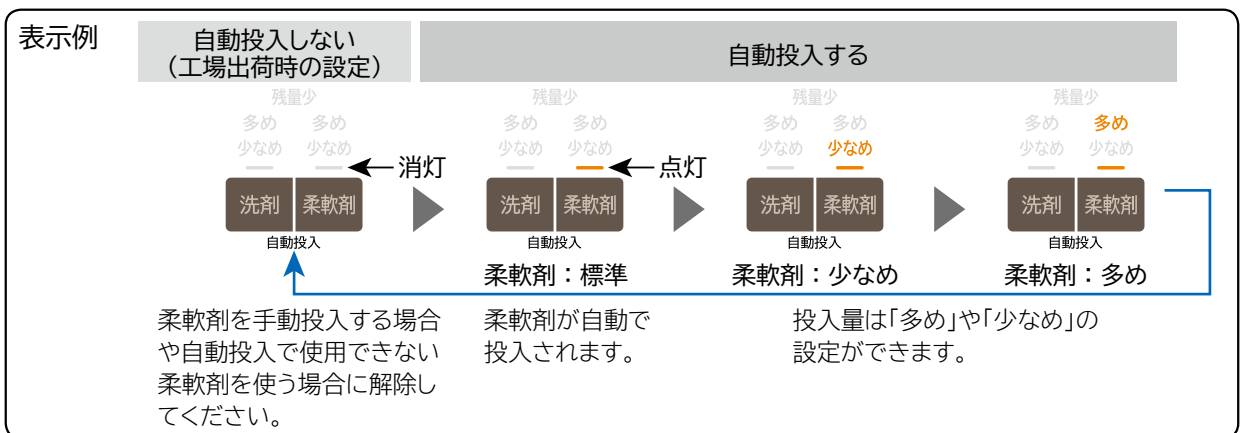 表示例
自動投入しない
（工場出荷時の設定）
自動投入する
残量少
多め 多め
少なめ 少なめ
消灯
洗剤 柔軟剤
自動投入
残量少
多め 多め
少なめ 少なめ
点灯
洗剤 柔軟剤
自動投入
柔軟剤：標準
残量少
多め 多め
少なめ 少なめ
洗剤 柔軟剤
自動投入
柔軟剤：少なめ
残量少
多め 多め
少なめ 少なめ
洗剤 柔軟剤
自動投入
柔軟剤：多め
柔軟剤を手動投入する場合
や自動投入で使用できない
柔軟剤を使う場合に解除し
てください。
柔軟剤が自動で
投入されます。
投入量は「多め」や「少なめ」の
設定ができます。